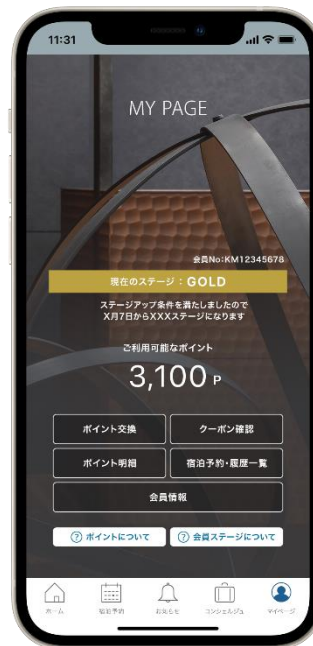 11:31
MY PAGE
会員No:KM12345678
現在のステージ：GOLD
ステージアップ条件を満たしましたので
X月7日からXXXステージになります
ご利用可能なポイント
3,100 P
ポイント交換
クーポン確認
ポイント明細
宿泊予約・履歴一覧
会員情報
? ポイントについて
? 会員ステージについて
ホーム
宿泊予約
お知らせ
コンシェルジュ
マイページ